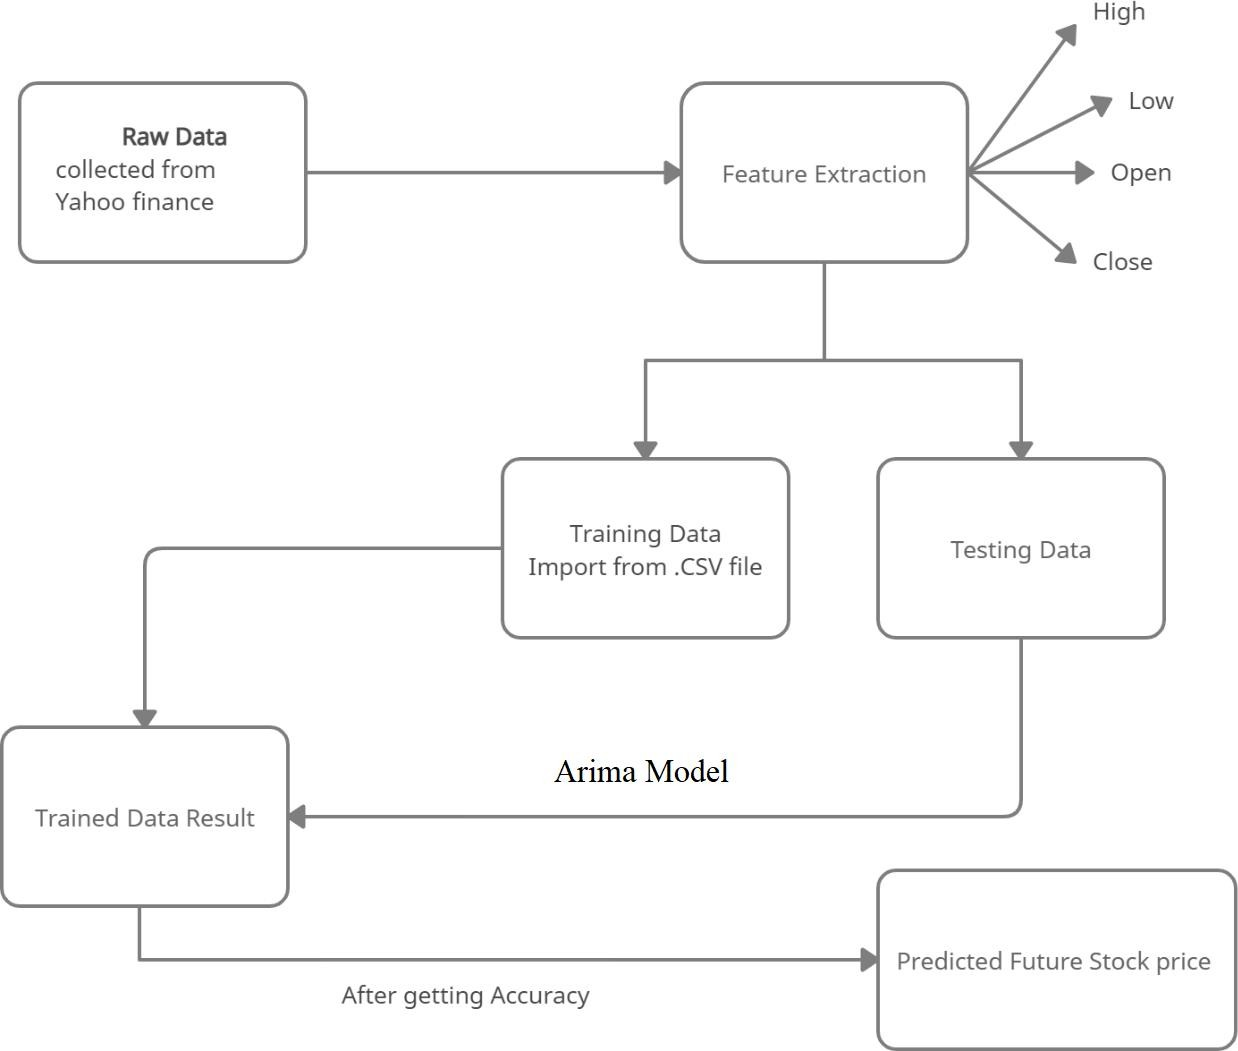 High
Raw Data
collected from
Yahoo finance
Feature Extraction
Low
Open
Close
Training Data
Import from .CSV file
Testing Data
Arima Model
Trained Data Result
Predicted Future Stock price
After getting Accuracy